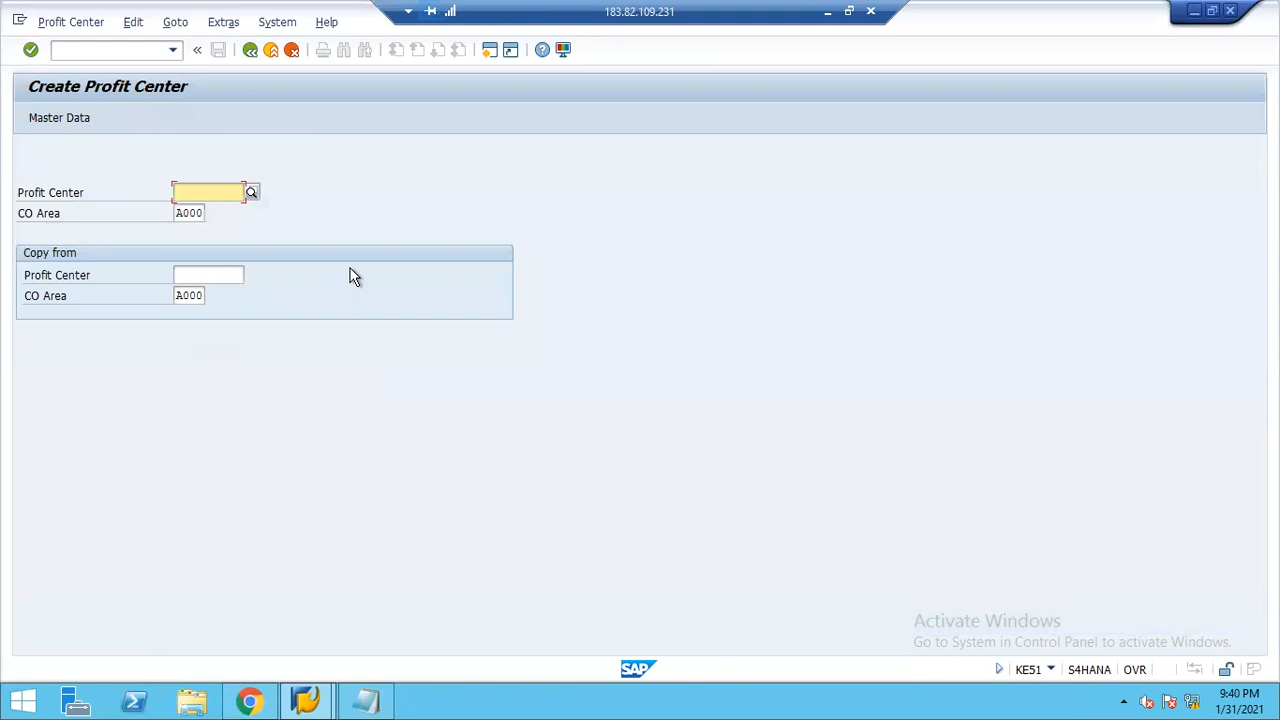 183.82.109.231
Profit Center Edit Goto Extras System Help
Create Profit Center
Master Data
Profit Center
CO Area A000
Copy from
Profit Center
CO Area A000
Activate Windows
Go to System in Control Panel to activate Windows.
SAP
KE51 S4HANA OVR
9:40 PM
1/31/2021